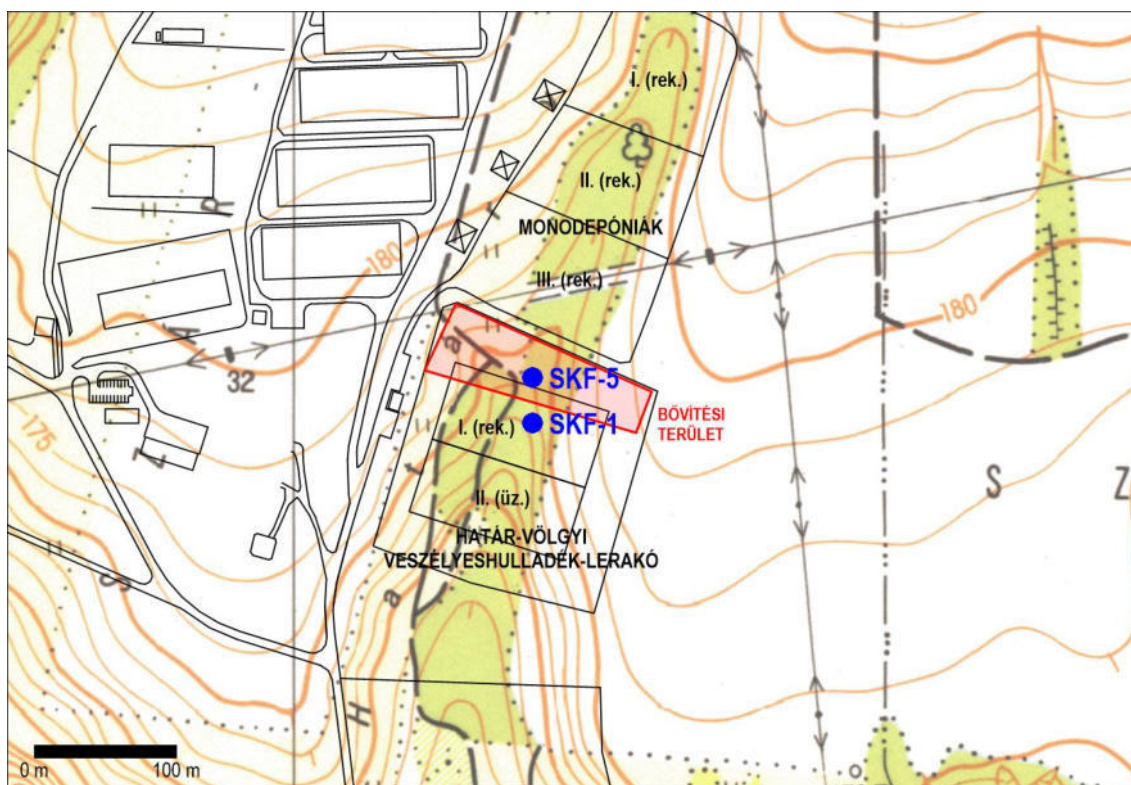 I. (rek.)
II. (rek.)
MONODEPÓNIÁK
III. (rek.)
180
180
32
175
SKF-5
SKF-1
I. (rek.)
BŐVÍTÉSI
TERÜLET
II. (üz.)
HATÁR-VÖLGYI
VESZÉLYESHULLADÉK-LERAKÓ
S Z
R
Á
Z
S
r
á
t
a
H
0 m 100 m